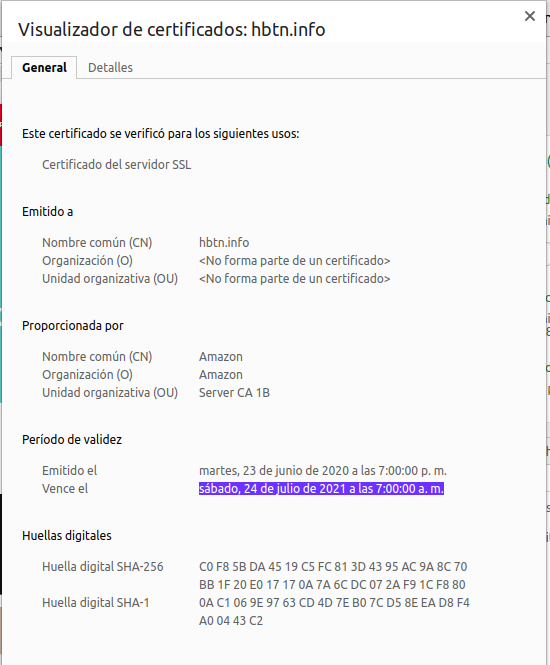 Visualizador de certificados: hbtn.info
General Detalles
Este certificado se verificó para los siguientes usos:
Certificado del servidor SSL
Emitido a
Nombre común (CN) hbtn.info
Organización (O) <No forma parte de un certificado>
Unidad organizativa (OU) <No forma parte de un certificado>
Proporcionada por
Nombre común (CN) Amazon
Organización (O) Amazon
Unidad organizativa (OU) Server CA 1B
Período de validez
Emitido el martes, 23 de junio de 2020 a las 7:00:00 p. m.
Vence el sábado, 24 de julio de 2021 a las 7:00:00 a. m.
Huellas digitales
Huella digital SHA-256 C0 F8 5B DA 45 19 C5 FC 81 3D 43 95 AC 9A 8C 70
BB 1F 20 E0 17 17 0A 7A 6C DC 07 2A F9 1C F8 80
Huella digital SHA-1 0A C1 06 9E 97 63 CD 4D 7E B0 7C D5 8E EA D8 F4
A0 04 43 C2